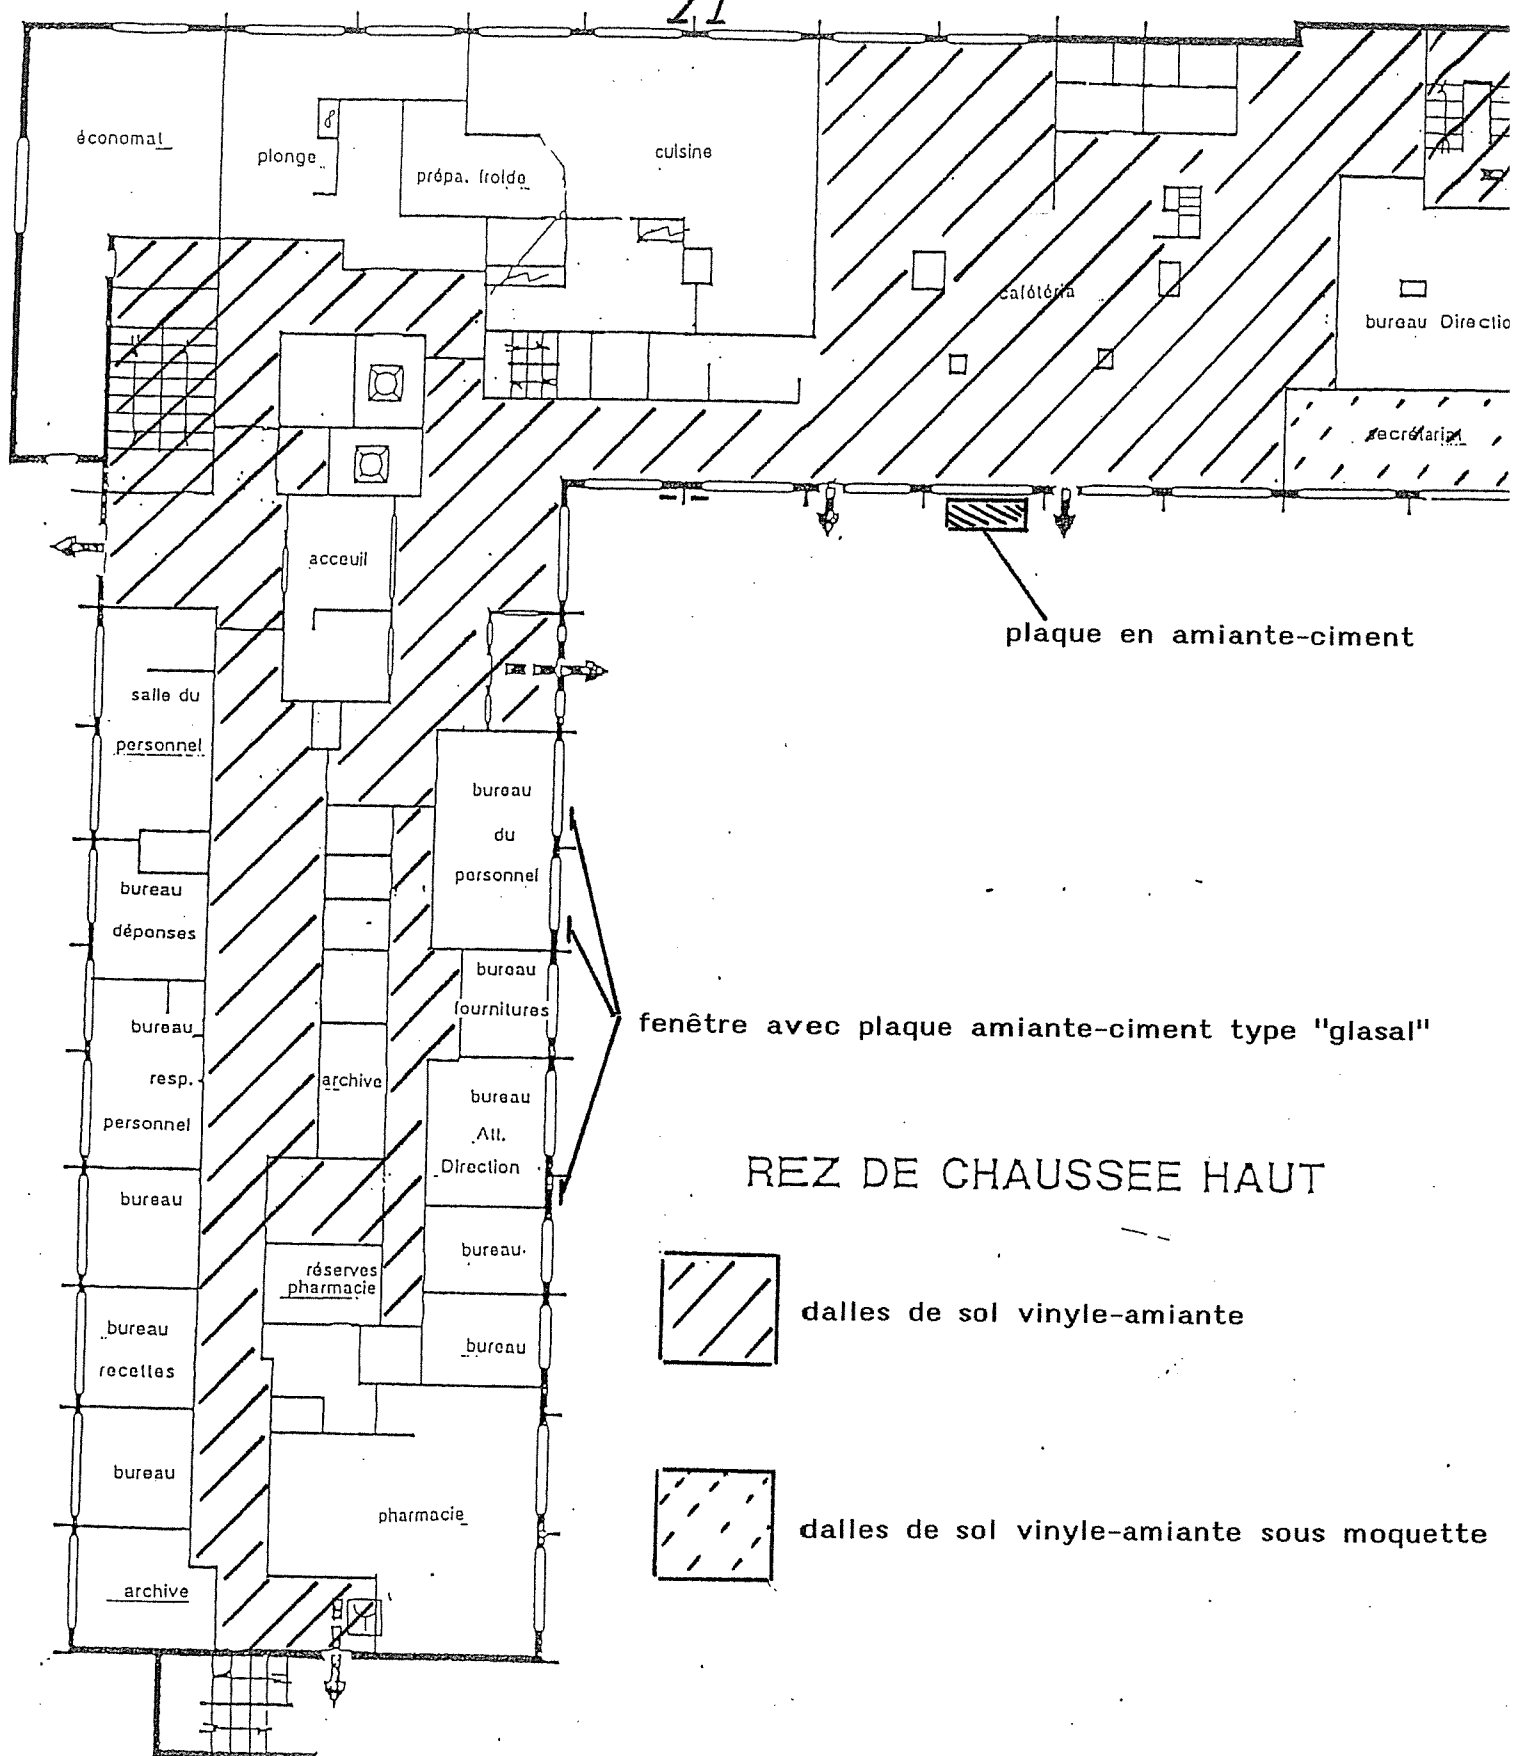 21
économat
plonge
8
prépa. froide
cuisine
cafétéria
bureau Directio
secrétariat
acceuil
plaque en amiante-ciment
salle du
personnel
bureau
du
personnel
bureau
dépenses
bureau
fournitures
fenêtre avec plaque amiante-ciment type "glasal"
bureau
resp.
personnel
archive
bureau
Att.
Direction
REZ DE CHAUSSEE HAUT
bureau
bureau
réserves
pharmacie
dalles de sol vinyle-amiante
bureau
recettes
bureau
bureau
pharmacie
dalles de sol vinyle-amiante sous moquette
archive